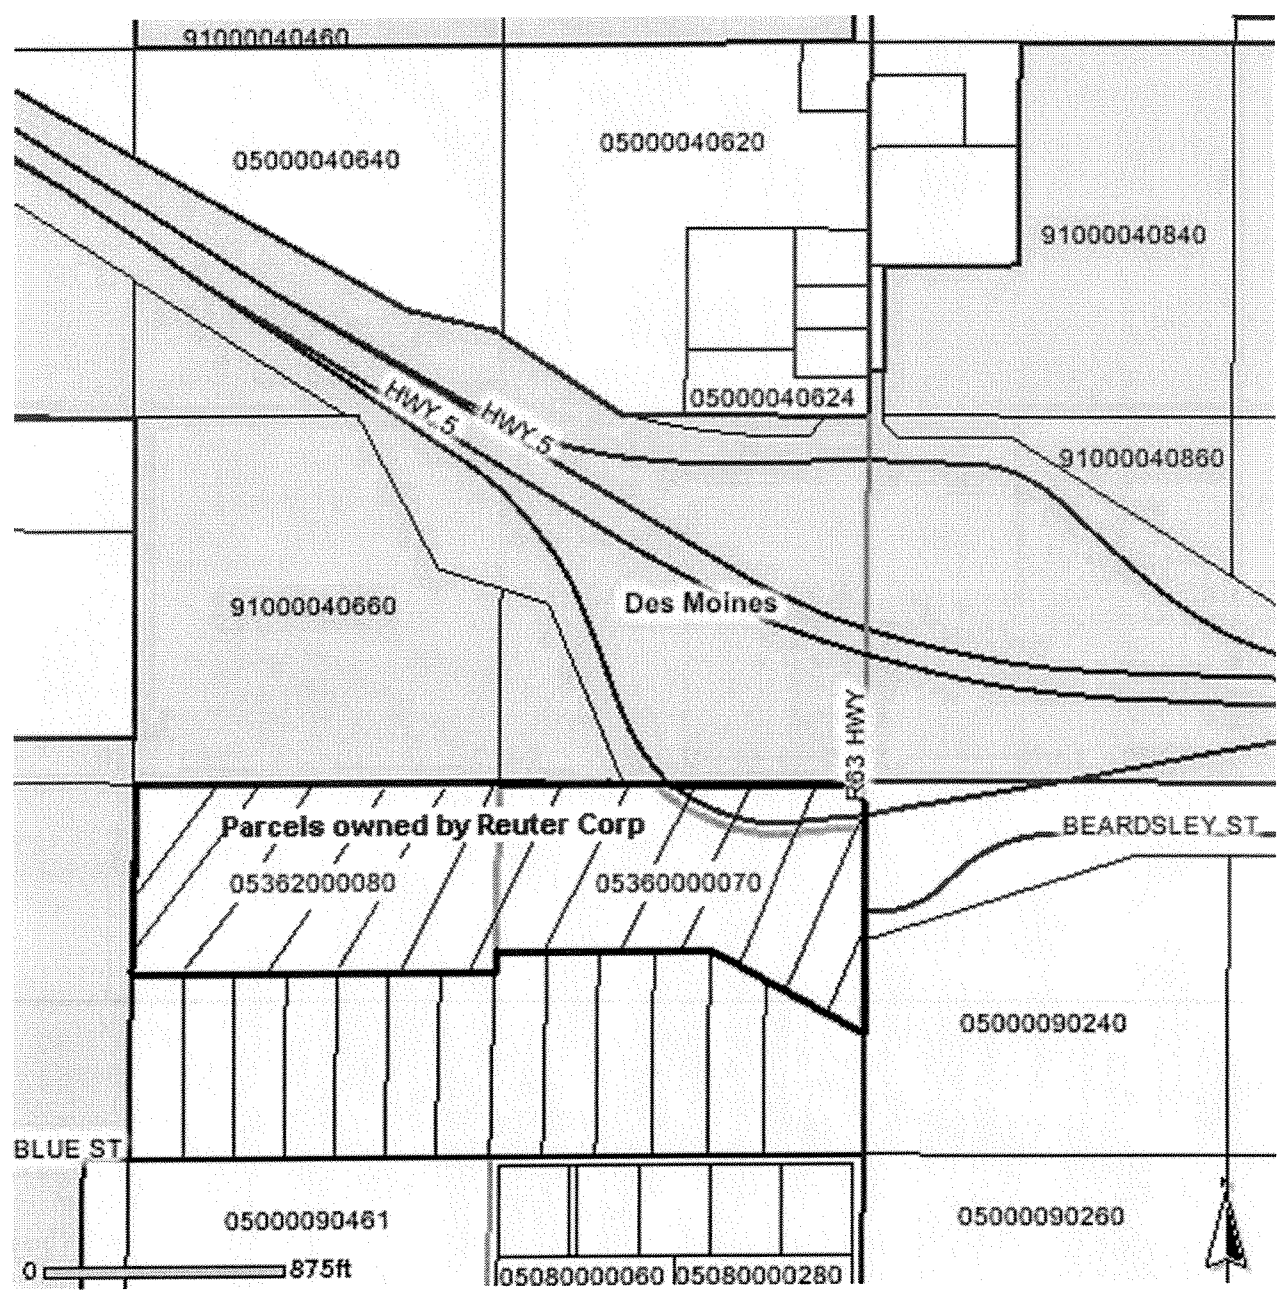 91000040460
05000040640
05000040620
91000040840
05000040624
HWY 5
HWY 5
91000040860
91000040660
Des Moines
R63 HWY
Parcels owned by Reuter Corp
BEARDSLEY ST
05362000080
05360000070
05000090240
BLUE ST
05000090461
05000090260
0
875ft
05080000060
05080000280